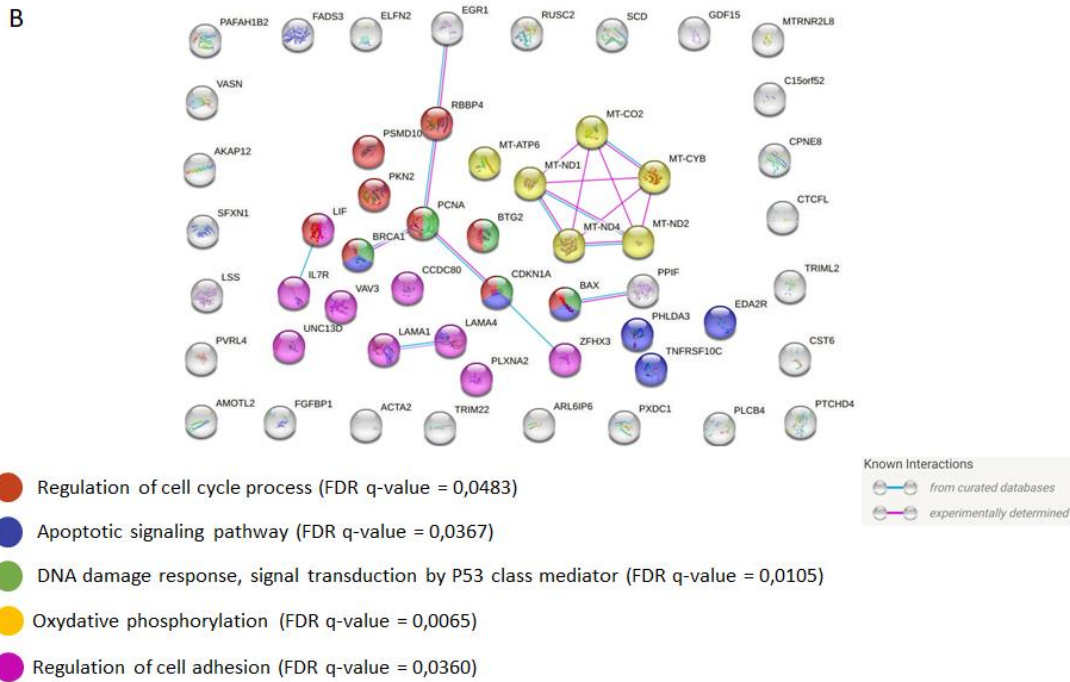 B
PAFAH1B2 FADS3 ELFN2 EGR1 RUSC2 SCD GDF15 MTRNR2L8
VASN C15orf52
RBBP4 MT-CO2
PSMD10 MT-ATP6 MT-CYB CPNE8
AKAP12 MT-ND1
PKN2
SFXN1 LIF PCNA BTG2 MT-ND4 MT-ND2 CTCFL
BRCA1
LSS IL7R CCDC80 CDKN1A BAX PPIF TRIML2
VAV3 PHLDA3 EDA2R
PVRL4 UNC13D LAMA1 LAMA4 ZFHX3 TNFRSF10C CST6
PLXNA2
AMOTL2 FGFBP1 ACTA2 TRIM22 ARL6IP6 PXDC1 PLCB4 PTCHD4
Known Interactions
from curated databases
experimentally determined
Regulation of cell cycle process (FDR q-value = 0,0483)
Apoptotic signaling pathway (FDR q-value = 0,0367)
DNA damage response, signal transduction by P53 class mediator (FDR q-value = 0,0105)
Oxydative phosphorylation (FDR q-value = 0,0065)
Regulation of cell adhesion (FDR q-value = 0,0360)